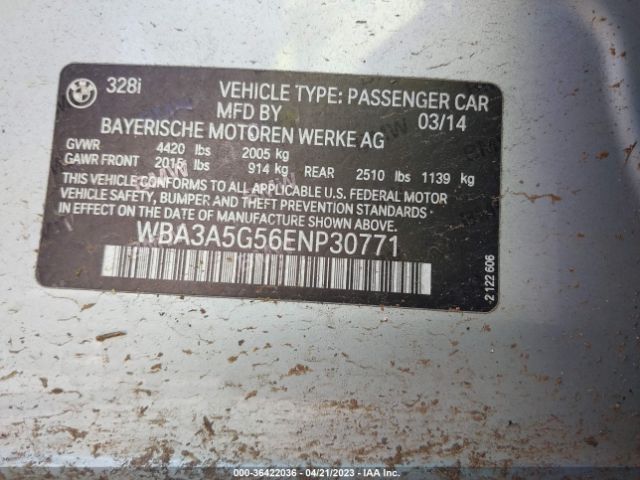 BMW
328i
VEHICLE TYPE: PASSENGER CAR
MFD BY 03/14
BAYERISCHE MOTOREN WERKE AG
GVWR 4420 lbs 2005 kg
GAWR FRONT 2015 lbs 914 kg REAR 2510 lbs 1139 kg
THIS VEHICLE CONFORMS TO ALL APPLICABLE U.S. FEDERAL MOTOR
VEHICLE SAFETY, BUMPER, AND THEFT PREVENTION STANDARDS
IN EFFECT ON THE DATE OF MANUFACTURE SHOWN ABOVE.
WBA3A5G56ENP30771
2 122 606
000-36422036 - 04/21/2023 - IAA Inc.